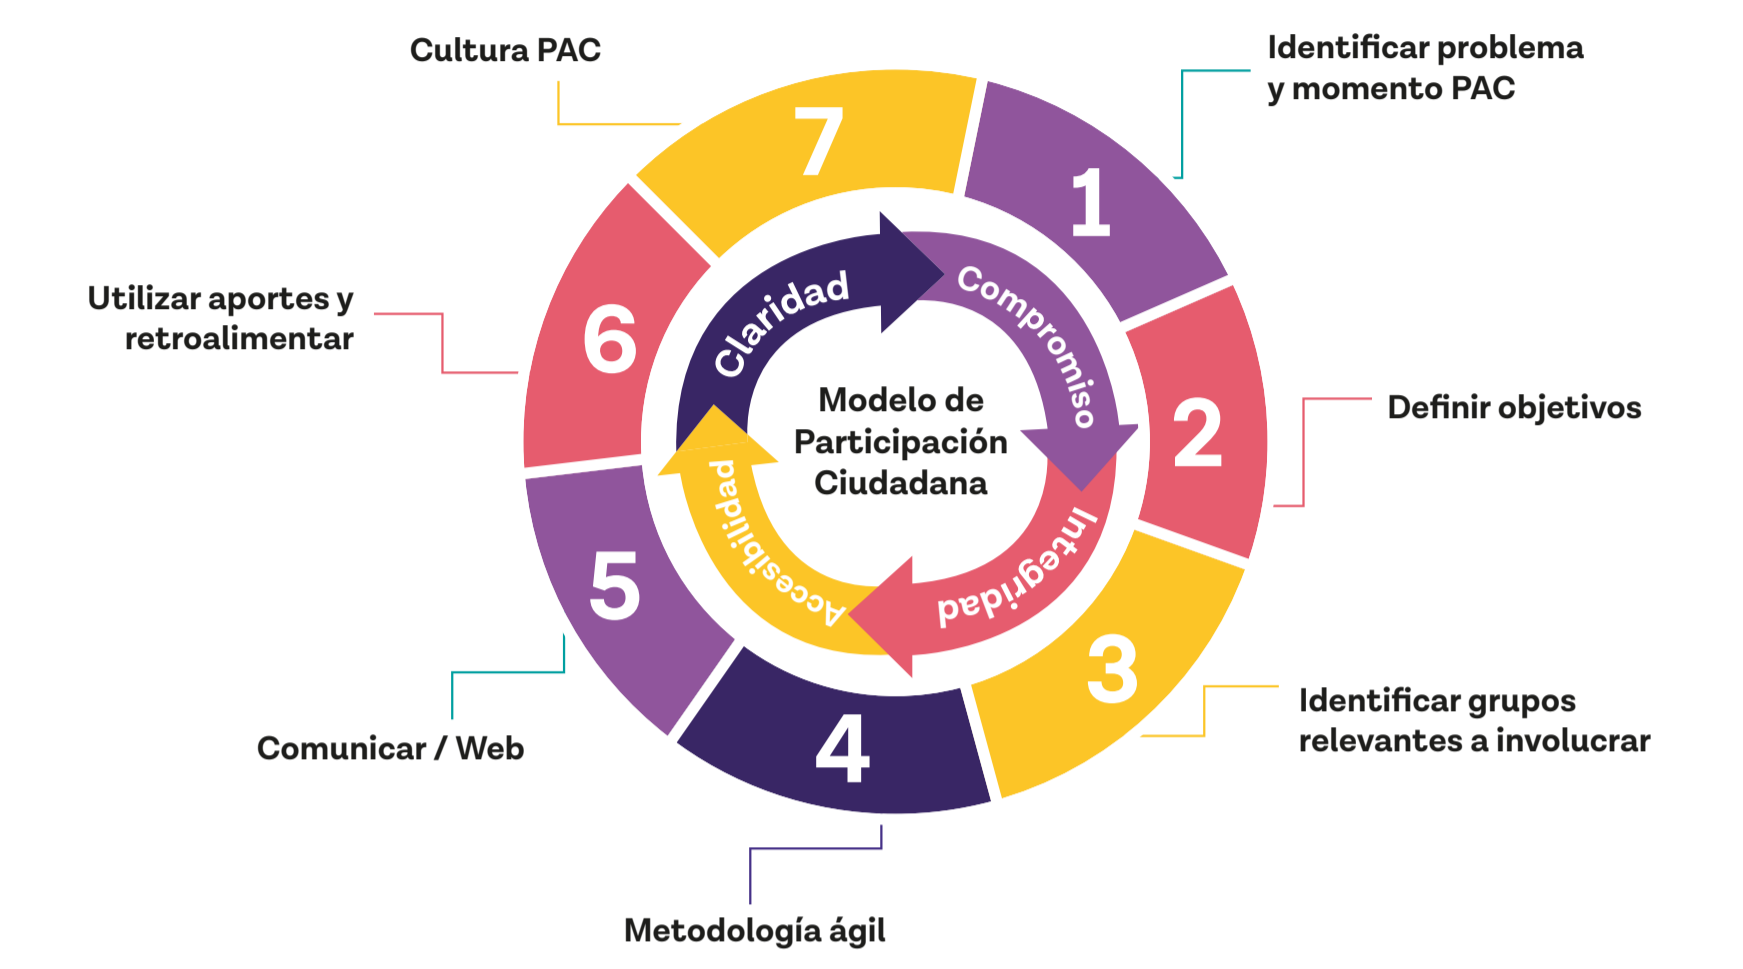 Cultura PAC
7
Identificar problema
y momento PAC
1
Utilizar aportes y
retroalimentar
6
Claridad
Compromiso
Modelo de
Participación
Ciudadana
2
Definir objetivos
Accesibilidad
Integridad
5
3
Identificar grupos
relevantes a involucrar
Comunicar / Web
4
Metodología ágil